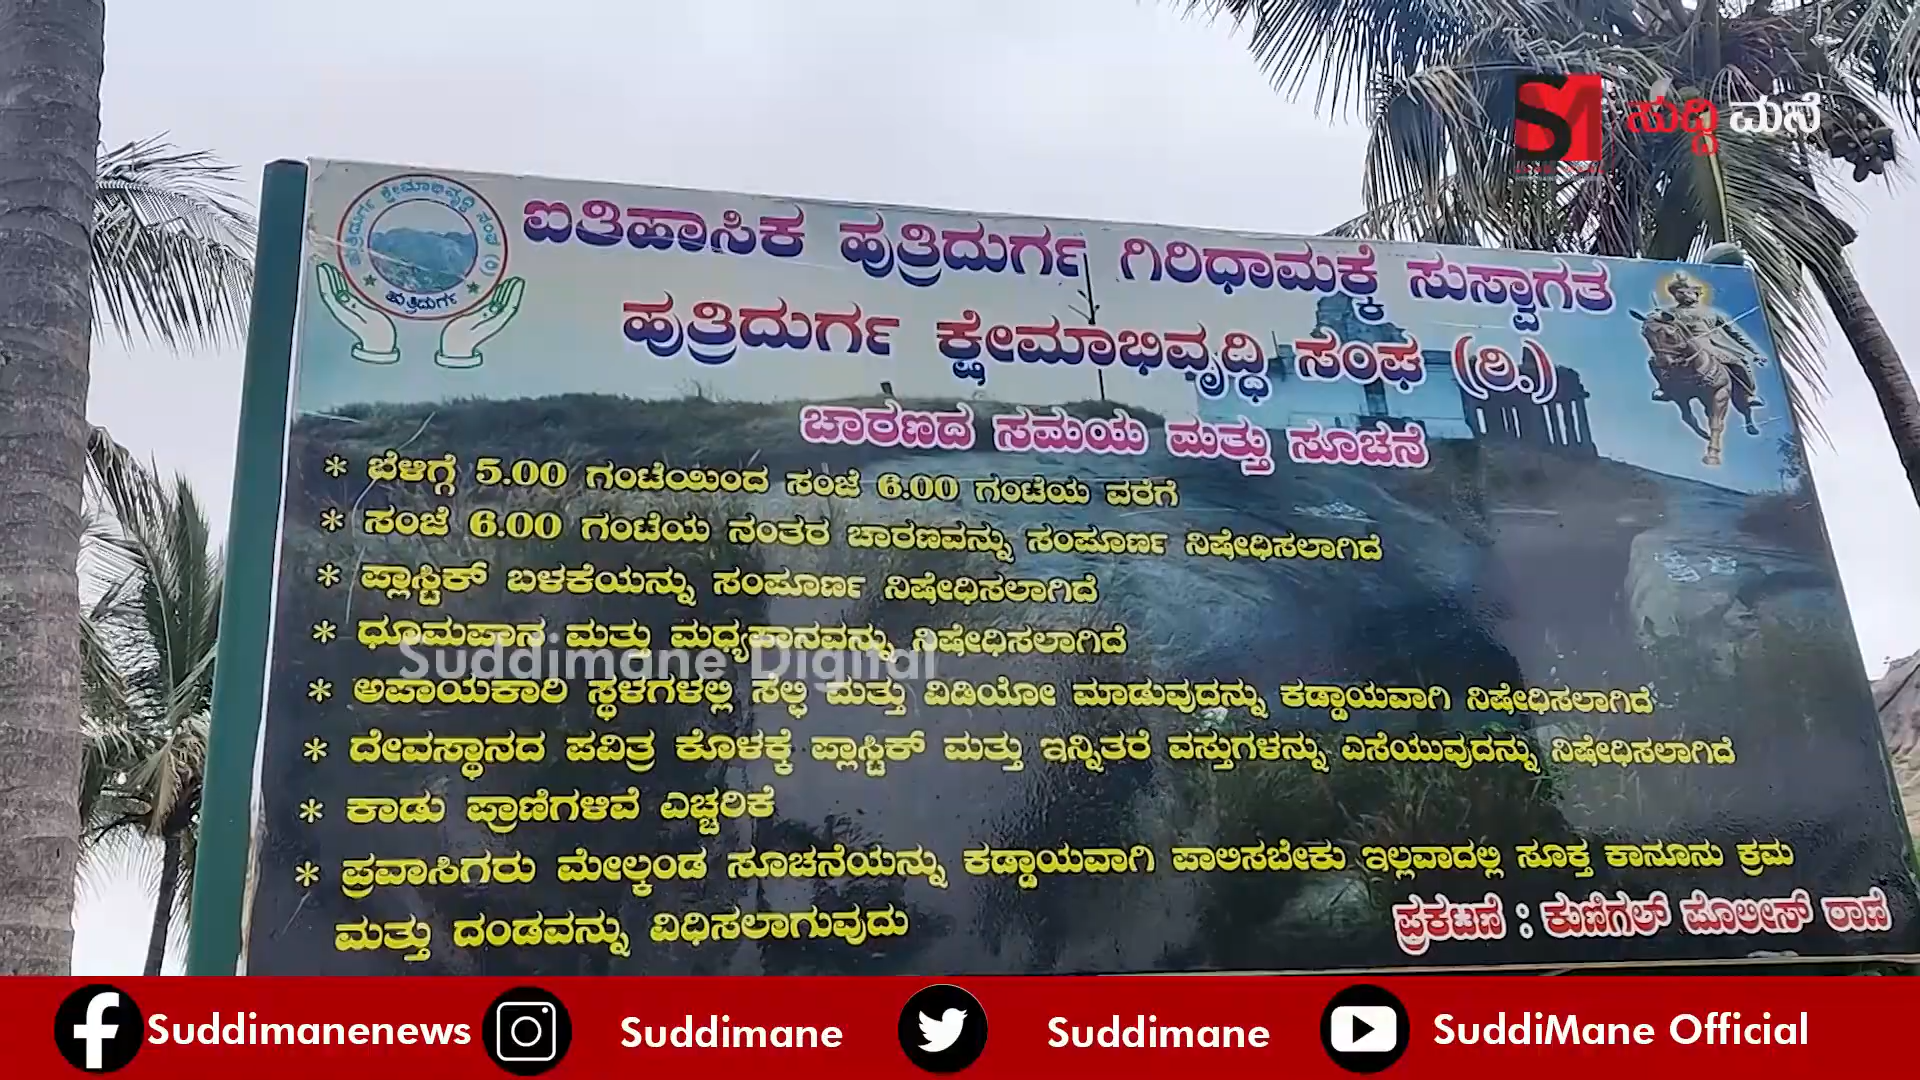 SM ಸುದ್ದಿ ಮನೆ
ಪುತ್ರಿದುರ್ಗ ಕ್ಷೇಮಾಭಿವೃದ್ಧಿ ಸಂಘ (ರಿ)
ಹುತ್ರಿದುರ್ಗ
ಐತಿಹಾಸಿಕ ಹುತ್ರಿದುರ್ಗ ಗಿರಿಧಾಮಕ್ಕೆ ಸುಸ್ವಾಗತ
ಹುತ್ರಿದುರ್ಗ ಕ್ಷೇಮಾಭಿವೃದ್ಧಿ ಸಂಘ (ರಿ.)
ಚಾರಣದ ಸಮಯ ಮತ್ತು ಸೂಚನೆ
* ಬೆಳಿಗ್ಗೆ 5.00 ಗಂಟೆಯಿಂದ ಸಂಜೆ 6.00 ಗಂಟೆಯ ವರೆಗೆ
* ಸಂಜೆ 6.00 ಗಂಟೆಯ ನಂತರ ಚಾರಣವನ್ನು ಸಂಪೂರ್ಣ ನಿಷೇಧಿಸಲಾಗಿದೆ
* ಪ್ಲಾಸ್ಟಿಕ್ ಬಳಕೆಯನ್ನು ಸಂಪೂರ್ಣ ನಿಷೇಧಿಸಲಾಗಿದೆ
* ಧೂಮಪಾನ ಮತ್ತು ಮಧ್ಯಪಾನವನ್ನು ನಿಷೇಧಿಸಲಾಗಿದೆ
Suddimane Digital
* ಅಪಾಯಕಾರಿ ಸ್ಥಳಗಳಲ್ಲಿ ಸೆಲ್ಫಿ ಮತ್ತು ವಿಡಿಯೋ ಮಾಡುವುದನ್ನು ಕಡ್ಡಾಯವಾಗಿ ನಿಷೇಧಿಸಲಾಗಿದೆ
* ದೇವಸ್ಥಾನದ ಪವಿತ್ರ ಕೊಳಕ್ಕೆ ಪ್ಲಾಸ್ಟಿಕ್ ಮತ್ತು ಇನ್ನಿತರೆ ವಸ್ತುಗಳನ್ನು ಎಸೆಯುವುದನ್ನು ನಿಷೇಧಿಸಲಾಗಿದೆ
* ಕಾಡು ಪ್ರಾಣಿಗಳಿವೆ ಎಚ್ಚರಿಕೆ
* ಪ್ರವಾಸಿಗರು ಮೇಲ್ಕಂಡ ಸೂಚನೆಯನ್ನು ಕಡ್ಡಾಯವಾಗಿ ಪಾಲಿಸಬೇಕು ಇಲ್ಲವಾದಲ್ಲಿ ಸೂಕ್ತ ಕಾನೂನು ಕ್ರಮ
ಮತ್ತು ದಂಡವನ್ನು ವಿಧಿಸಲಾಗುವುದು
ಪ್ರಕಟಣೆ : ಕುಣಿಗಲ್ ಪೊಲೀಸ್ ಠಾಣೆ
Suddimanenews Suddimane Suddimane SuddiMane Official